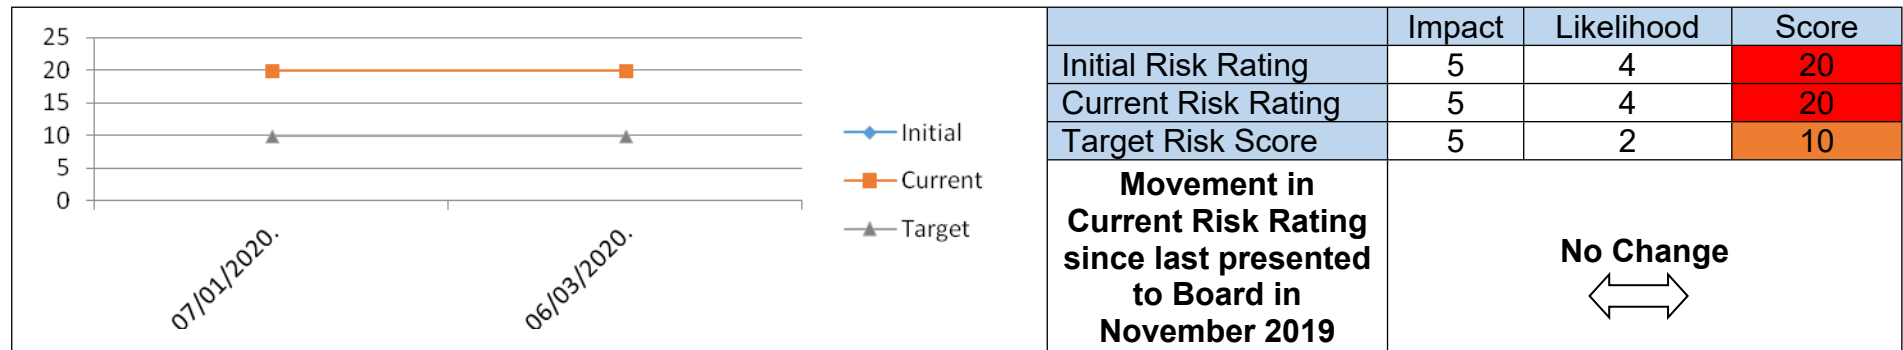 25
20
15
10
5
0
07/01/2020.
06/03/2020.
Initial
Current
Target
Impact Likelihood Score
Initial Risk Rating 5 4 20
Current Risk Rating 5 4 20
Target Risk Score 5 2 10
Movement in
Current Risk Rating
since last presented
to Board in
November 2019
No Change